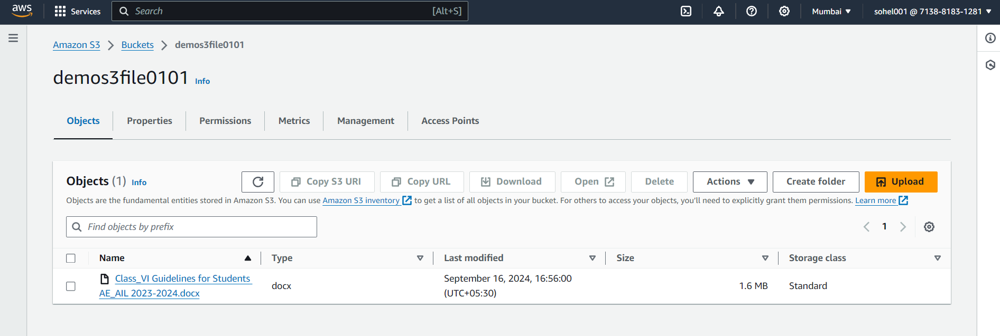 aws Services Search [Alt+S] Mumbai sohel001 @ 7138-8183-1281
Amazon S3 Buckets demos3file0101
demos3file0101 Info
Objects Properties Permissions Metrics Management Access Points
Objects (1) Info Copy S3 URI Copy URL Download Open Delete Actions Create folder Upload
Objects are the fundamental entities stored in Amazon S3. You can use Amazon S3 inventory to get a list of all objects in your bucket. For others to access your objects, you’ll need to explicitly grant them permissions. Learn more
Find objects by prefix 1
Name Type Last modified Size Storage class
Class_VI Guidelines for Students September 16, 2024, 16:56:00
docx 1.6 MB Standard
AE_AIL 2023-2024.docx (UTC+05:30)